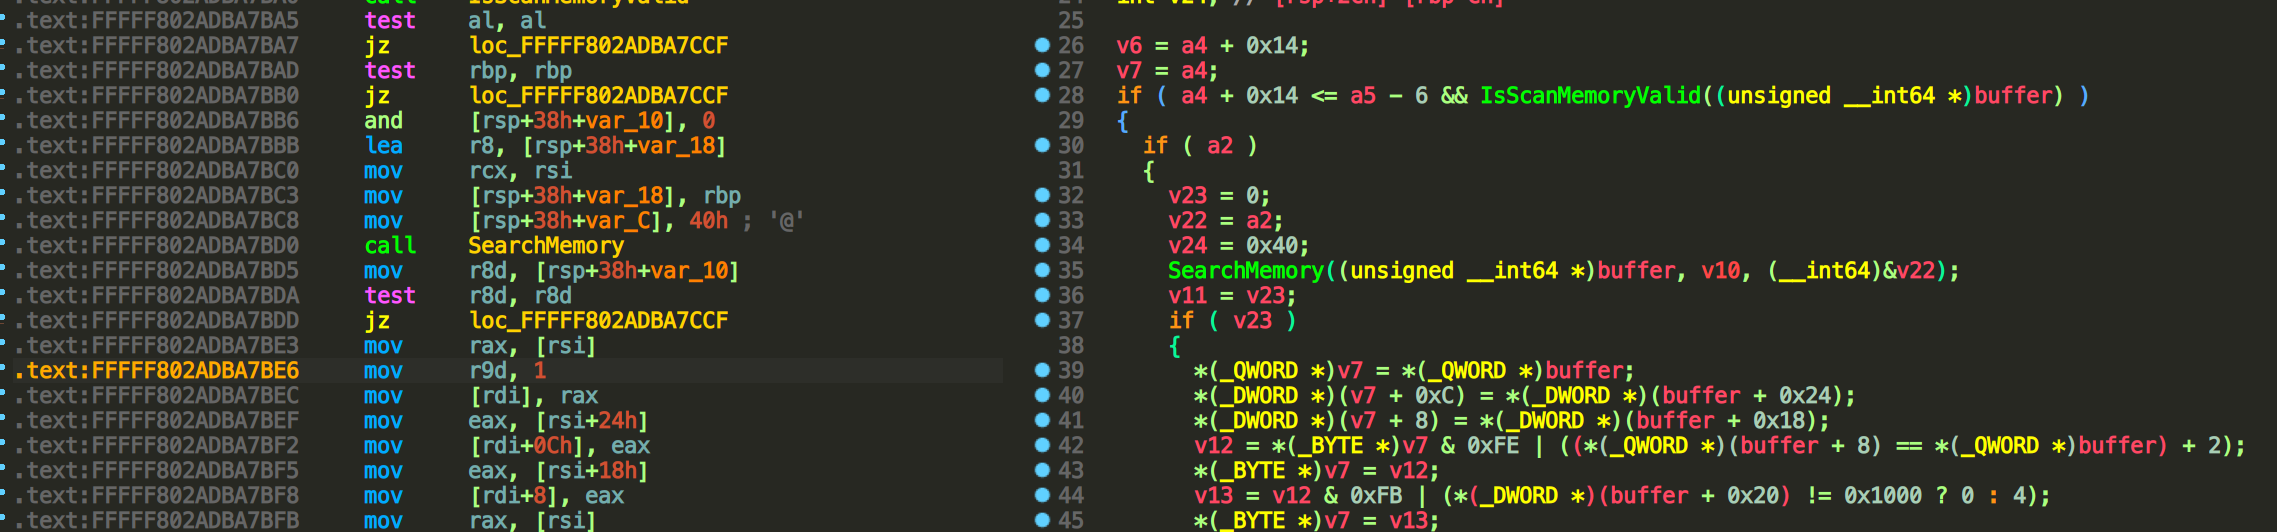 call IsScanMemoryValid
.text:FFFFF802ADBA7BA5 test al, al
.text:FFFFF802ADBA7BA7 jz loc_FFFFF802ADBA7CCF
.text:FFFFF802ADBA7BAD test rbp, rbp
.text:FFFFF802ADBA7BB0 jz loc_FFFFF802ADBA7CCF
.text:FFFFF802ADBA7BB6 and [rsp+38h+var_10], 0
.text:FFFFF802ADBA7BBB lea r8, [rsp+38h+var_18]
.text:FFFFF802ADBA7BC0 mov rcx, rsi
.text:FFFFF802ADBA7BC3 mov [rsp+38h+var_18], rbp
.text:FFFFF802ADBA7BC8 mov [rsp+38h+var_C], 40h ; '@'
.text:FFFFF802ADBA7BD0 call SearchMemory
.text:FFFFF802ADBA7BD5 mov r8d, [rsp+38h+var_10]
.text:FFFFF802ADBA7BDA test r8d, r8d
.text:FFFFF802ADBA7BDD jz loc_FFFFF802ADBA7CCF
.text:FFFFF802ADBA7BE3 mov rax, [rsi]
.text:FFFFF802ADBA7BE6 mov r9d, 1
.text:FFFFF802ADBA7BEC mov [rdi], rax
.text:FFFFF802ADBA7BEF mov eax, [rsi+24h]
.text:FFFFF802ADBA7BF2 mov [rdi+0Ch], eax
.text:FFFFF802ADBA7BF5 mov eax, [rsi+18h]
.text:FFFFF802ADBA7BF8 mov [rdi+8], eax
.text:FFFFF802ADBA7BFB mov rax, [rsi]
25
26 v6 = a4 + 0x14;
27 v7 = a4;
28 if ( a4 + 0x14 <= a5 - 6 && IsScanMemoryValid((unsigned __int64 *)buffer) )
29 {
30 if ( a2 )
31 {
32 v23 = 0;
33 v22 = a2;
34 v24 = 0x40;
35 SearchMemory((unsigned __int64 *)buffer, v10, (__int64)&v22);
36 v11 = v23;
37 if ( v23 )
38 {
39 *(_QWORD *)v7 = *(_QWORD *)buffer;
40 *(_DWORD *)(v7 + 0xC) = *(_DWORD *)(buffer + 0x24);
41 *(_DWORD *)(v7 + 8) = *(_DWORD *)(buffer + 0x18);
42 v12 = *(_BYTE *)v7 & 0xFE | ((*(_QWORD *)(buffer + 8) == *(_QWORD *)buffer) + 2);
43 *(_BYTE *)v7 = v12;
44 v13 = v12 & 0xFB | (*(_DWORD *)(buffer + 0x20) != 0x1000 ? 0 : 4);
45 *(_BYTE *)v7 = v13;